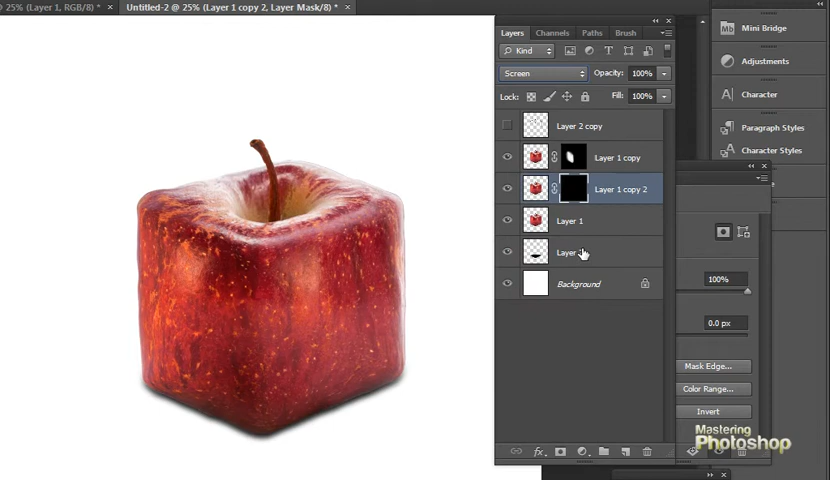 25% (Layer 1, RGB/8) * ×
Untitled-2 @ 25% (Layer 1 copy 2, Layer Mask/8) * ×
Layers Channels Paths Brush
Kind
Screen Opacity: 100%
Lock: Fill: 100%
Layer 2 copy
Layer 1 copy
Layer 1 copy 2
Layer 1
Layer
Background
fx
Mb Mini Bridge
Adjustments
A| Character
Paragraph Styles
Character Styles
100%
0.0 px
Mask Edge...
Color Range...
Invert
Mastering
Photoshop